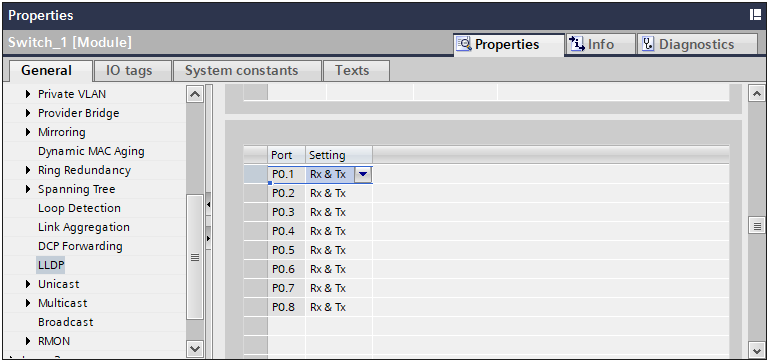 Properties
Switch_1 [Module]
Properties
Info
Diagnostics
General
IO tags
System constants
Texts
Private VLAN
Provider Bridge
Mirroring
Dynamic MAC Aging
Ring Redundancy
Spanning Tree
Loop Detection
Link Aggregation
DCP Forwarding
LLDP
Unicast
Multicast
Broadcast
RMON
Port Setting
P0.1 Rx & Tx
P0.2 Rx & Tx
P0.3 Rx & Tx
P0.4 Rx & Tx
P0.5 Rx & Tx
P0.6 Rx & Tx
P0.7 Rx & Tx
P0.8 Rx & Tx